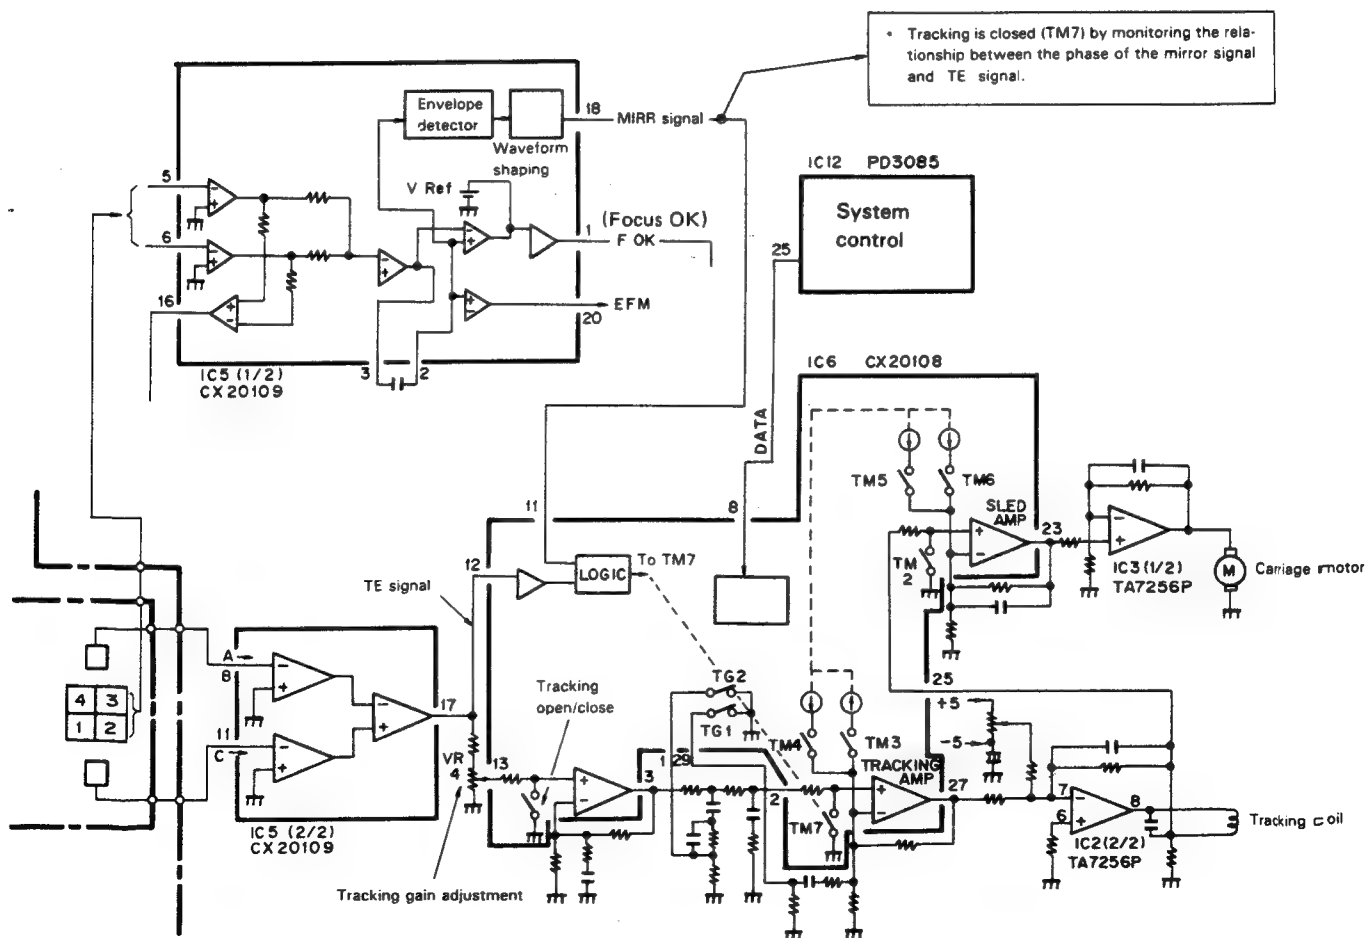 • Tracking is closed (TM7) by monitoring the rela-
tionship between the phase of the mirror signal
and TE signal.
Envelope
detector
18
MIRR signal
Waveform
shaping
IC12 PD3085
System
control
25
5
V Ref
(Focus OK)
1
F OK
6
16
EFM
20
3
2
IC5 (1/2)
CX20109
IC6 CX20108
DATA
TM5
TM6
SLED
AMP
23
11
8
12
LOGIC
To TM7
TM
2
IC3 (1/2)
TA7256P
M
Carriage motor
TE signal
A
8
4
3
1
2
17
11
C
Tracking
open/close
TG2
TG1
25
+5
-5
VR
4
13
3
1
29
TM4
TM3
TRACKING
AMP
27
2
TM7
7
6
8
IC2 (2/2)
TA7256P
Tracking coil
IC5 (2/2)
CX20109
Tracking gain adjustment